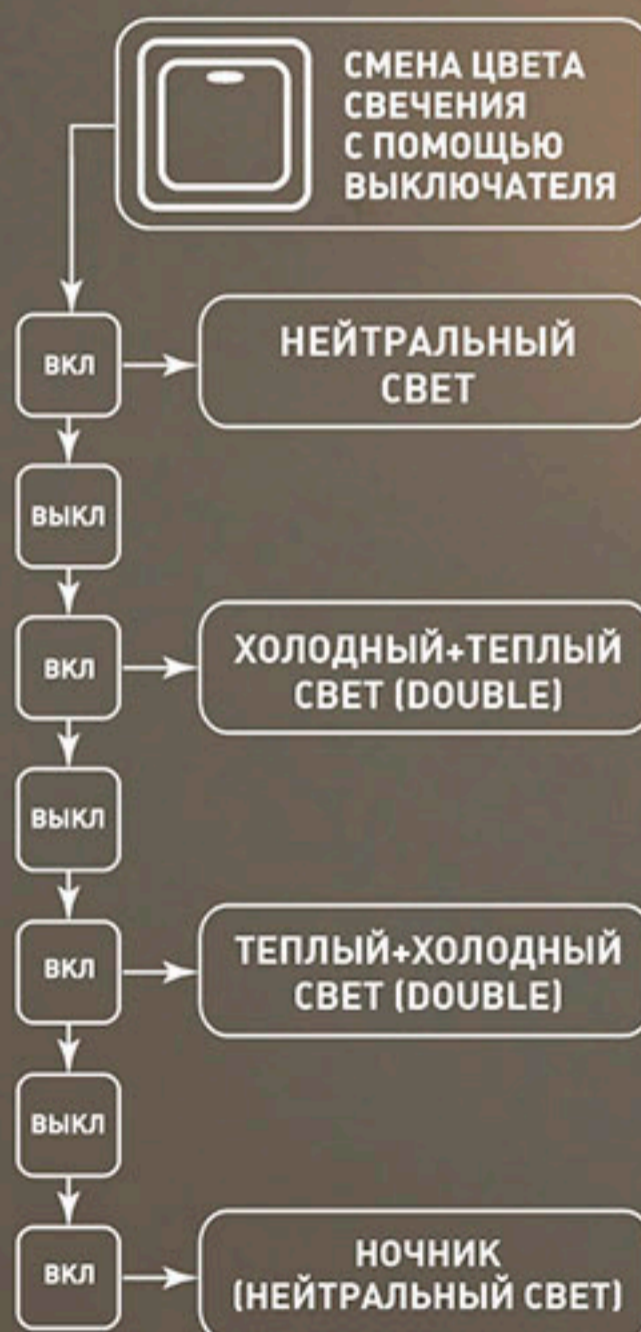 СМЕНА ЦВЕТА
СВЕЧЕНИЯ
С ПОМОЩЬЮ
ВЫКЛЮЧАТЕЛЯ
ВКЛ
НЕЙТРАЛЬНЫЙ
СВЕТ
ВЫКЛ
ВКЛ
ХОЛОДНЫЙ+ТЕПЛЫЙ
СВЕТ (DOUBLE)
ВЫКЛ
ВКЛ
ТЕПЛЫЙ+ХОЛОДНЫЙ
СВЕТ (DOUBLE)
ВЫКЛ
ВКЛ
НОЧНИК
(НЕЙТРАЛЬНЫЙ СВЕТ)